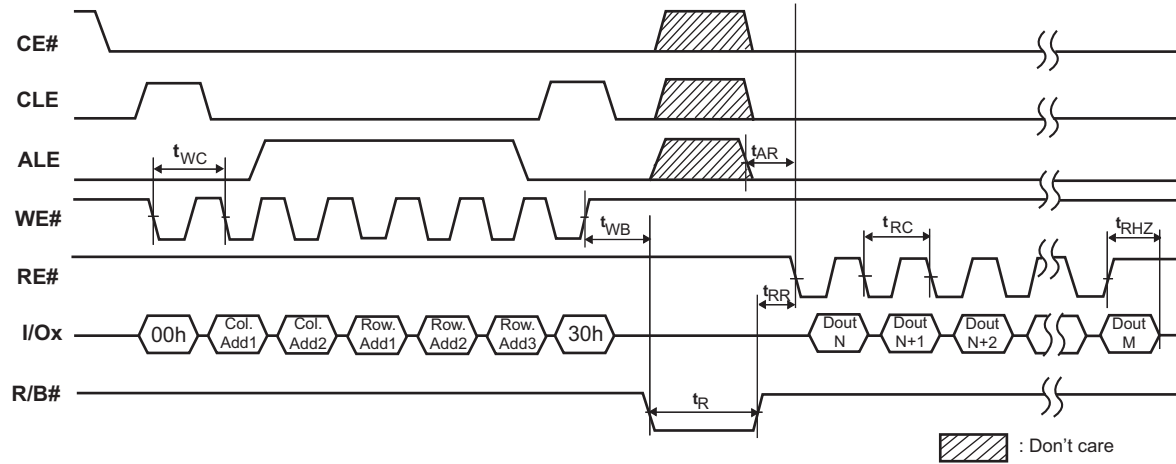 CE#
CLE
ALE
tWC
tAR
WE#
tWB
tRC
tRHZ
RE#
tRR
I/Ox
00h
Col.
Add1
Col.
Add2
Row.
Add1
Row.
Add2
Row.
Add3
30h
Dout
N
Dout
N+1
Dout
N+2
Dout
M
R/B#
tR
: Don't care